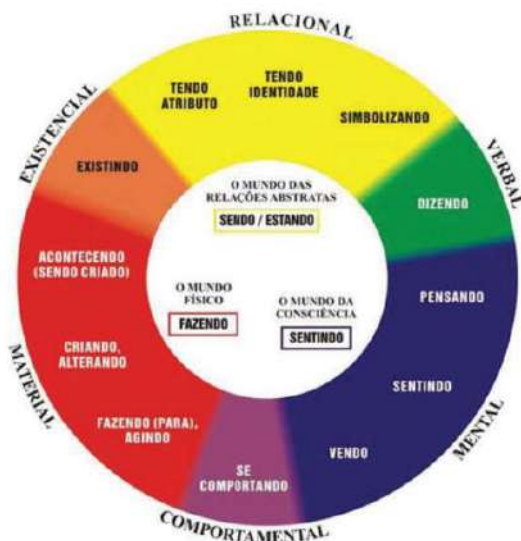 RELACIONAL
TENDO
ATRIBUTO
TENDO
IDENTIDADE
SIMBOLIZANDO
EXISTENCIAL
EXISTINDO
VERBAL
DIZENDO
O MUNDO DAS
RELAÇÕES ABSTRATAS
SENDO / ESTANDO
ACONTECENDO
(SENDO CRIADO)
O MUNDO
FÍSICO
FAZENDO
O MUNDO DA
CONSCIÊNCIA
SENTINDO
PENSANDO
CRIANDO,
ALTERANDO
SENTINDO
MATERIAL
FAZENDO (PARA),
AGINDO
VENDO
MENTAL
SE
COMPORTANDO
COMPORTAMENTAL